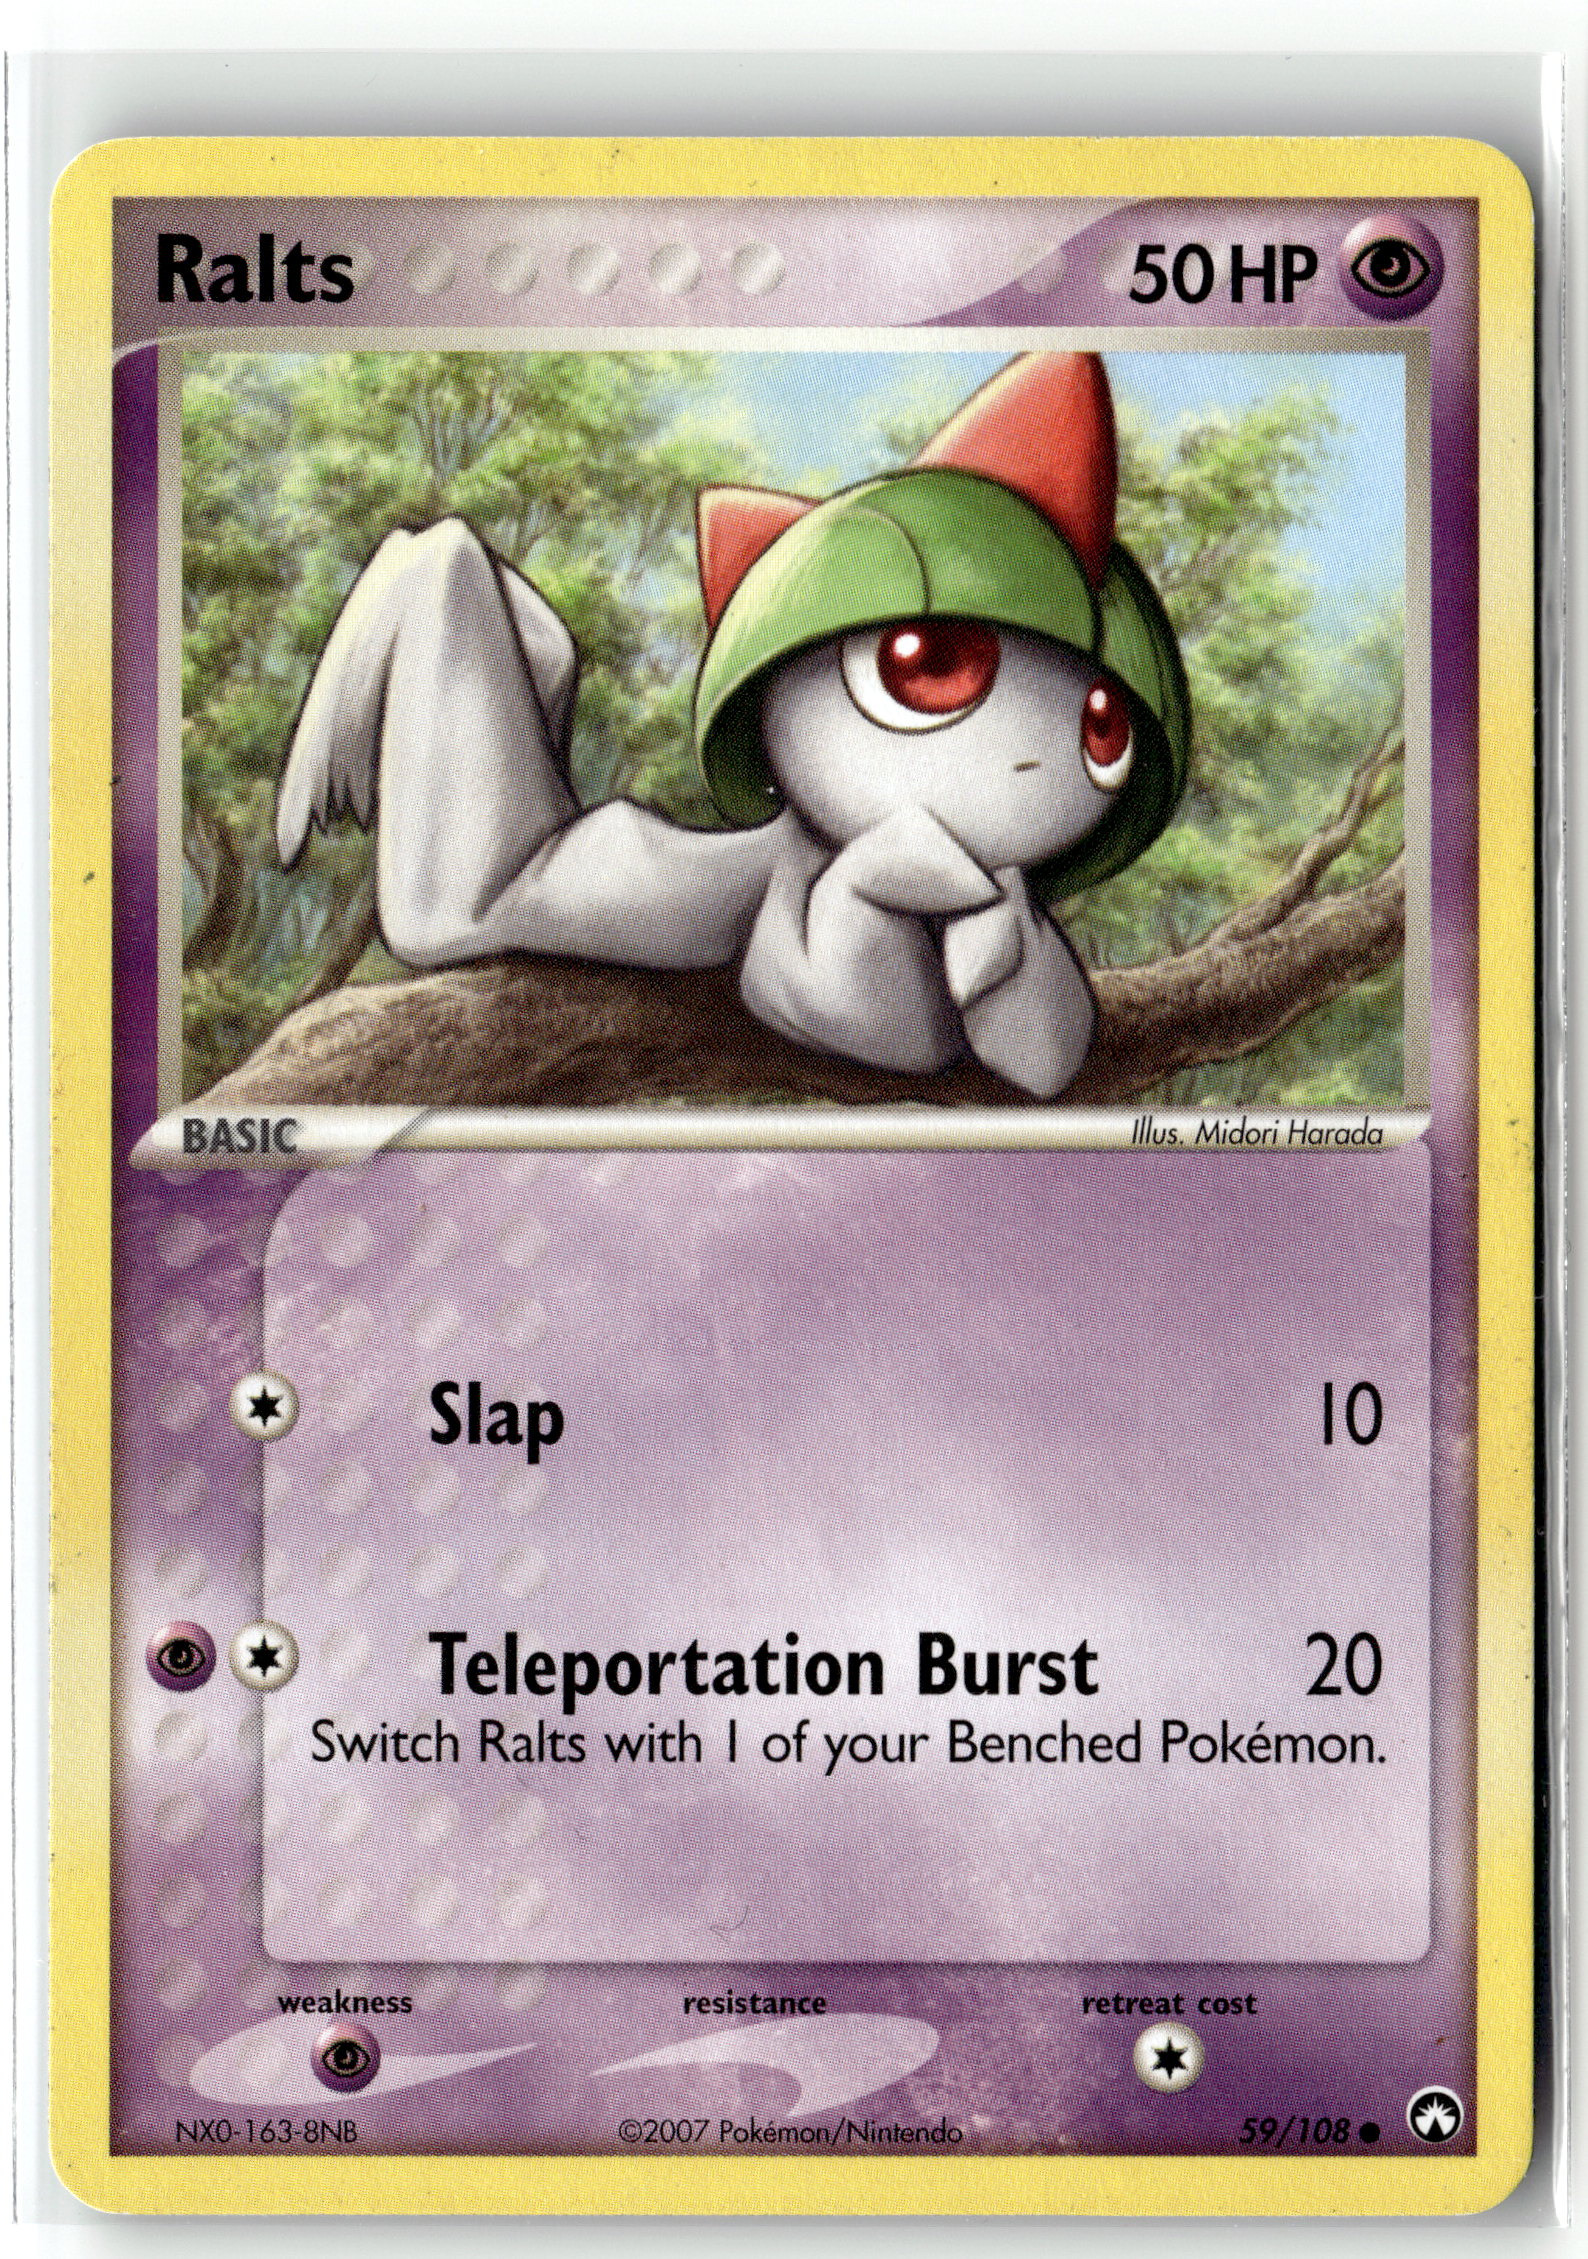 Ralts 50 HP
BASIC Illus. Midori Harada
Slap 10
Teleportation Burst 20
Switch Ralts with 1 of your Benched Pokémon.
weakness resistance retreat cost
NX0-163-8NB ©2007 Pokémon/Nintendo 59/108